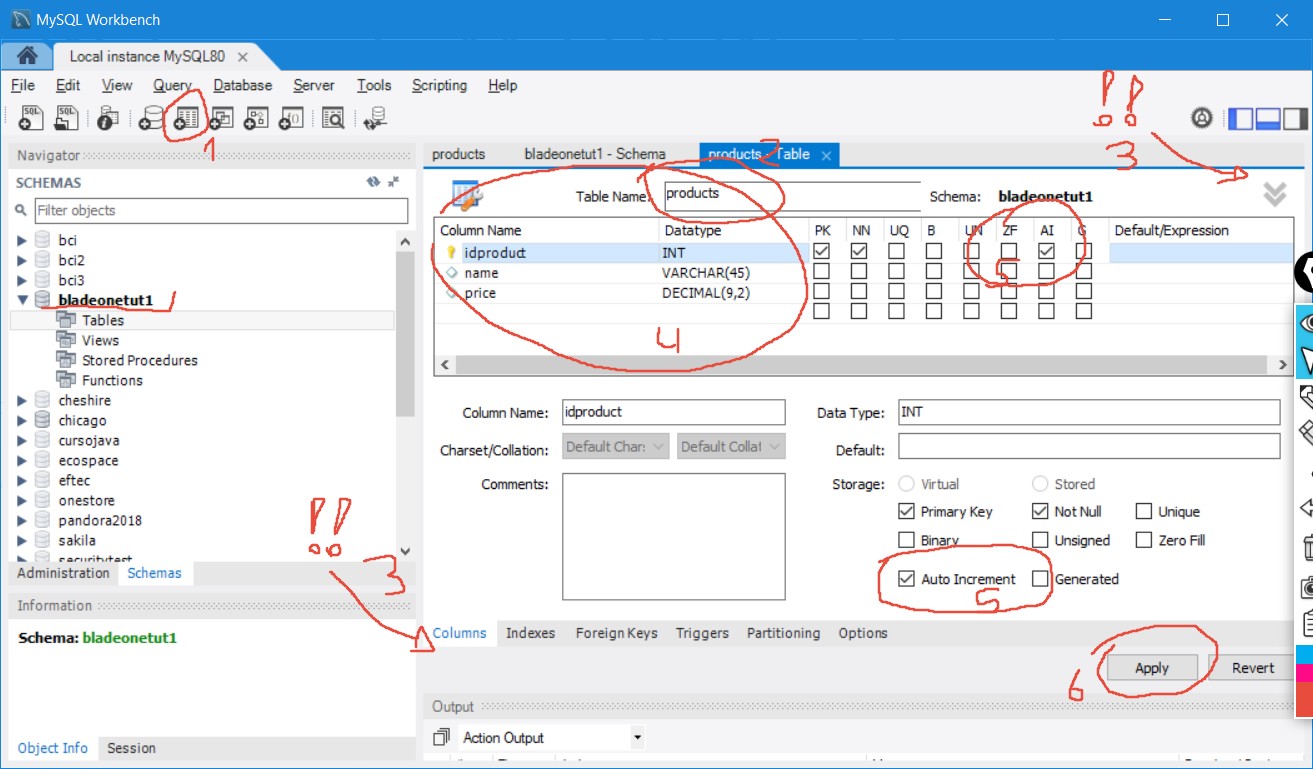 MySQL Workbench
Local instance MySQL80
File Edit View Query Database Server Tools Scripting Help
1
!! 3
Navigator
products bladeonetut1 - Schema products - Table
2
SCHEMAS
Filter objects
Table Name: products Schema: bladeonetut1
Column Name Datatype PK NN UQ B UN ZF AI G Default/Expression
idproduct INT
name VARCHAR(45)
price DECIMAL(9,2)
5
4
bci
bci2
bci3
bladeonetut1
Tables
Views
Stored Procedures
Functions
cheshire
chicago
cursojava
ecospace
eftec
onestore
pandora2018
sakila
securitytest
Administration Schemas
!! 3
Column Name: idproduct Data Type: INT
Charset/Collation: Default Default Default:
Comments: Storage: Virtual Stored
Primary Key Not Null Unique
Binary Unsigned Zero Fill
Auto Increment Generated
5
Information
Schema: bladeonetut1
Columns Indexes Foreign Keys Triggers Partitioning Options
6
Apply Revert
Output
Action Output
Object Info Session